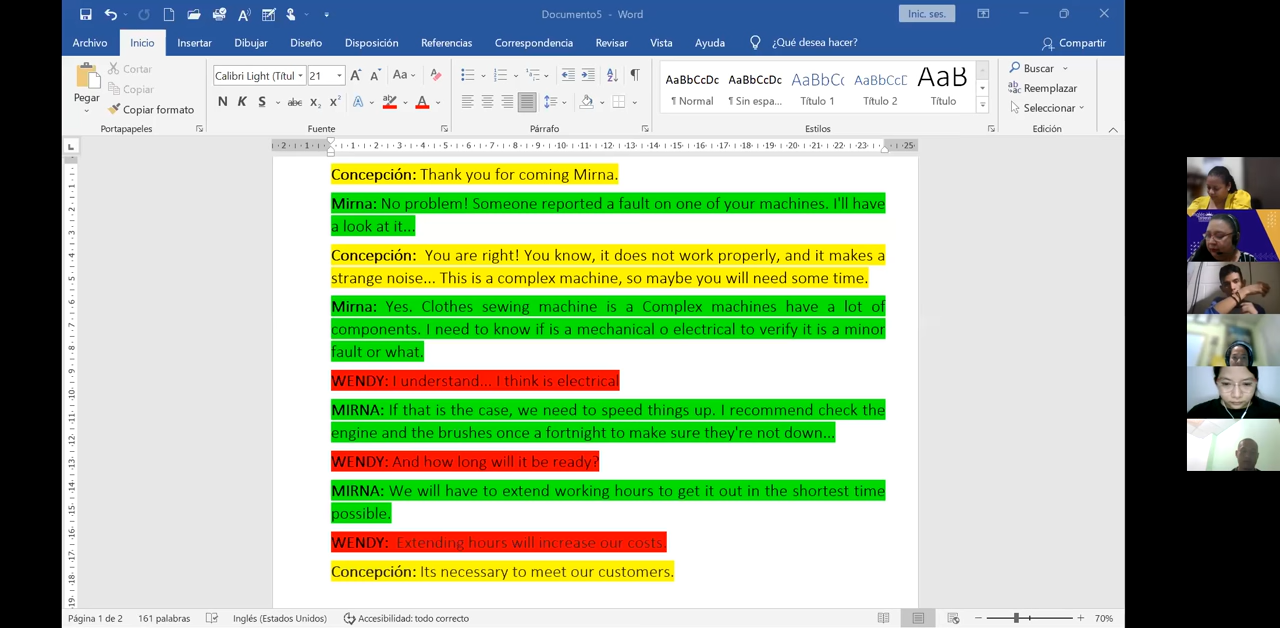 Documento5 - Word
Inic. ses.
Archivo Inicio Insertar Dibujar Diseño Disposición Referencias Correspondencia Revisar Vista Ayuda ¿Qué desea hacer? Compartir
Pegar
Cortar
Copiar
Copiar formato
Calibri Light (Títul 21
N K S abc x₂ x²
AaBbCcDc AaBbCcDc AaBbCc AaBbCcD AaB
¶ Normal ¶ Sin espa... Título 1 Título 2 Título
Buscar
Reemplazar
Seleccionar
Portapapeles Fuente Párrafo Estilos Edición
Concepción: Thank you for coming Mirna.
Mirna: No problem! Someone reported a fault on one of your machines. I'll have
a look at it...
Concepción: You are right! You know, it does not work properly, and it makes a
strange noise... This is a complex machine, so maybe you will need some time.
Mirna: Yes. Clothes sewing machine is a Complex machines have a lot of
components. I need to know if is a mechanical o electrical to verify it is a minor
fault or what.
WENDY: I understand... I think is electrical
MIRNA: If that is the case, we need to speed things up. I recommend check the
engine and the brushes once a fortnight to make sure they're not down...
WENDY: And how long will it be ready?
MIRNA: We will have to extend working hours to get it out in the shortest time
possible.
WENDY: Extending hours will increase our costs.
Concepción: Its necessary to meet our customers.
Página 1 de 2 161 palabras Inglés (Estados Unidos) Accesibilidad: todo correcto 70%